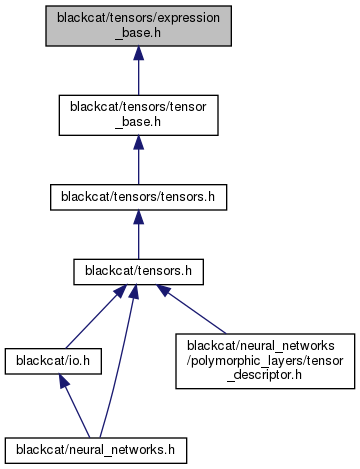 blackcat/tensors/expression
_base.h
blackcat/tensors/tensor
_base.h
blackcat/tensors/tensors.h
blackcat/tensors.h
blackcat/io.h
blackcat/neural_networks
/polymorphic_layers/tensor
_descriptor.h
blackcat/neural_networks.h